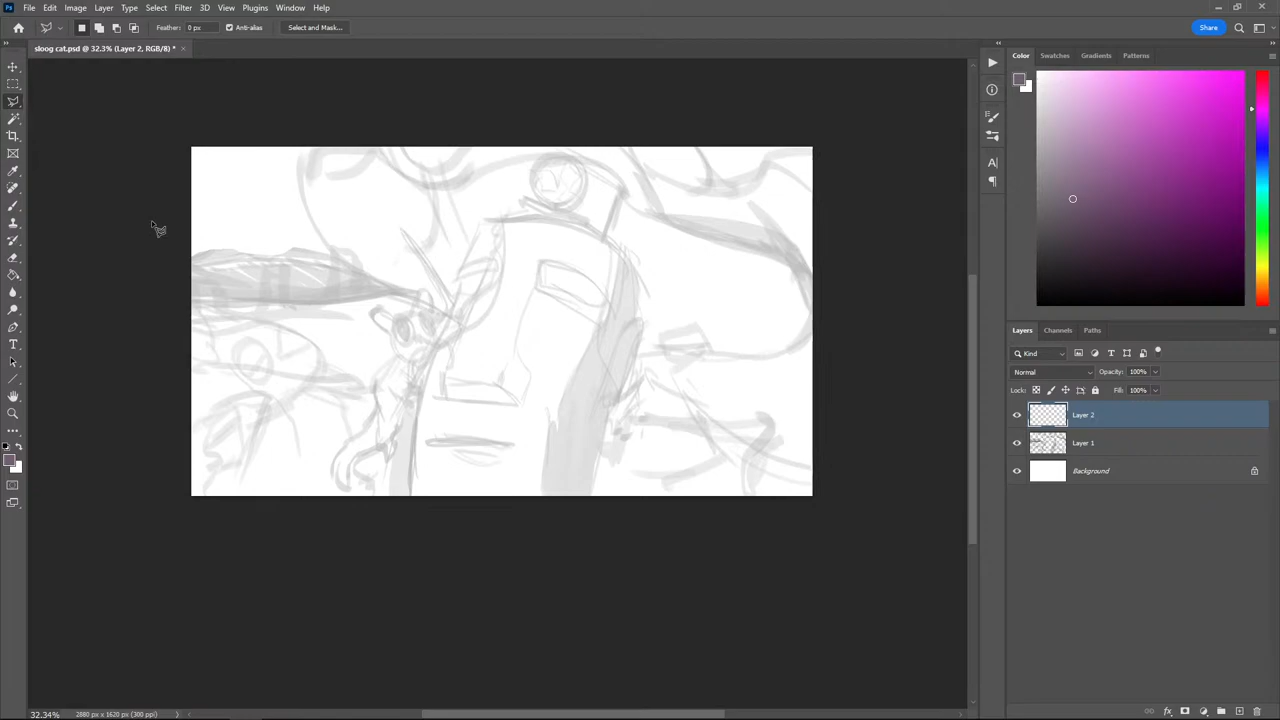 Ps File Edit Image Layer Type Select Filter 3D View Plugins Window Help
Feather: 0 px Anti-alias Select and Mask... Share
sloog cat.psd @ 32.3% (Layer 2, RGB/8) *
Color Swatches Gradients Patterns
Layers Channels Paths
Kind
Normal Opacity: 100%
Lock: Fill: 100%
Layer 2
Layer 1
Background
32.34% 2880 px x 1620 px (300 ppi)